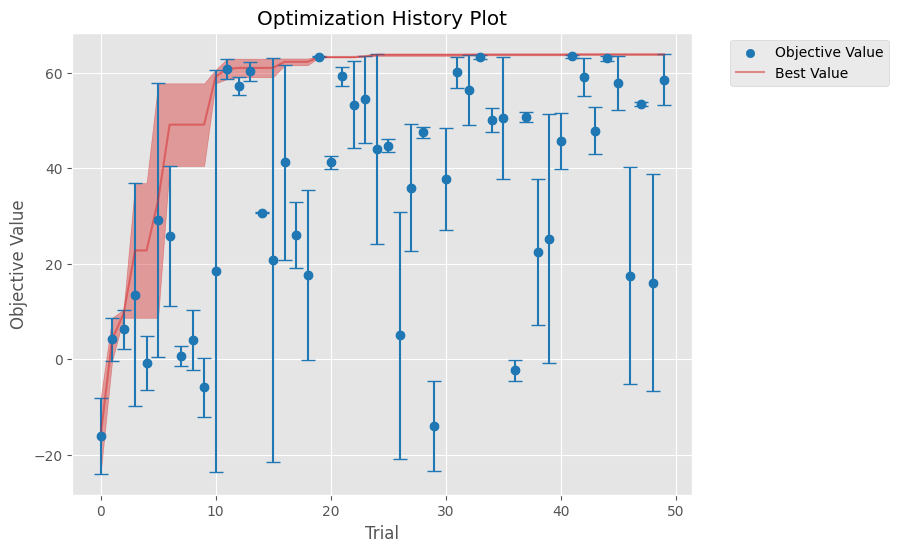 Optimization History Plot
Objective Value
Best Value
60
40
20
0
−20
Objective Value
0 10 20 30 40 50
Trial